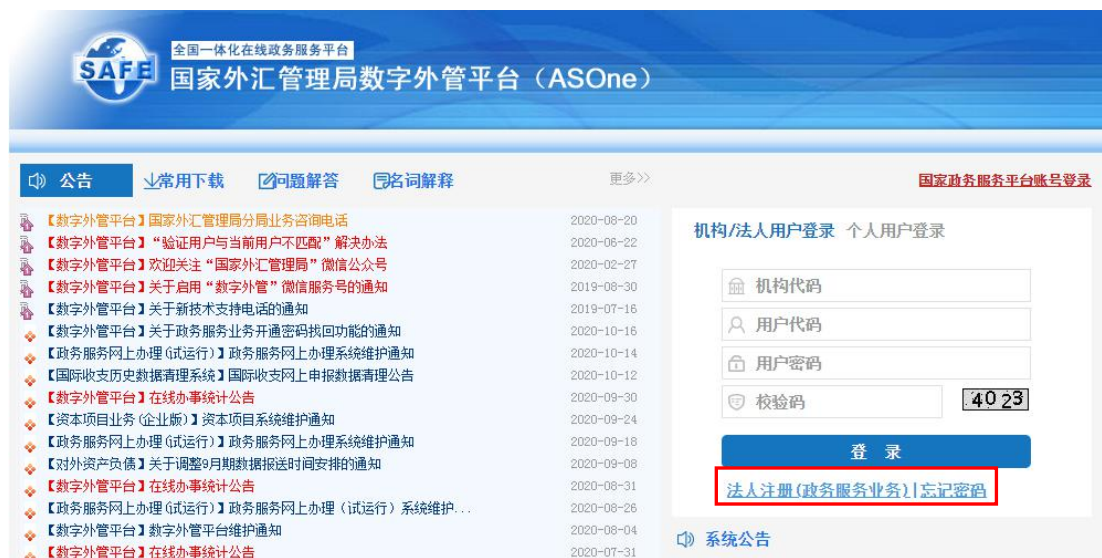 全国一体化在线政务服务平台
SAFE
国家外汇管理局数字外管平台（ASOne）
公告 常用下载 问题解答 名词解释 更多>>
国家政务服务平台账号登录
【数字外管平台】国家外汇管理局分局业务咨询电话 2020-08-20
【数字外管平台】“验证用户与当前用户不匹配”解决办法 2020-06-22
【数字外管平台】欢迎关注“国家外汇管理局”微信公众号 2020-02-27
【数字外管平台】关于启用“数字外管”微信服务号的通知 2019-08-30
【数字外管平台】关于新技术支持电话的通知 2019-07-16
【数字外管平台】关于政务服务业务开通密码找回功能的通知 2020-10-16
【政务服务网上办理(试运行)】政务服务网上办理系统维护通知 2020-10-14
【国际收支历史数据清理系统】国际收支网上申报数据清理公告 2020-10-12
【数字外管平台】在线办事统计公告 2020-09-30
【资本项目业务(企业版)】资本项目系统维护通知 2020-09-24
【政务服务网上办理(试运行)】政务服务网上办理系统维护通知 2020-09-18
【对外资产负债】关于调整9月期数据报送时间安排的通知 2020-09-08
【数字外管平台】在线办事统计公告 2020-08-31
【政务服务网上办理(试运行)】政务服务网上办理（试运行）系统维护... 2020-08-26
【数字外管平台】数字外管平台维护通知 2020-08-04
【数字外管平台】在线办事统计公告 2020-07-31
机构/法人用户登录 个人用户登录
机构代码
用户代码
用户密码
校验码 4023
登 录
法人注册(政务服务业务)|忘记密码
系统公告